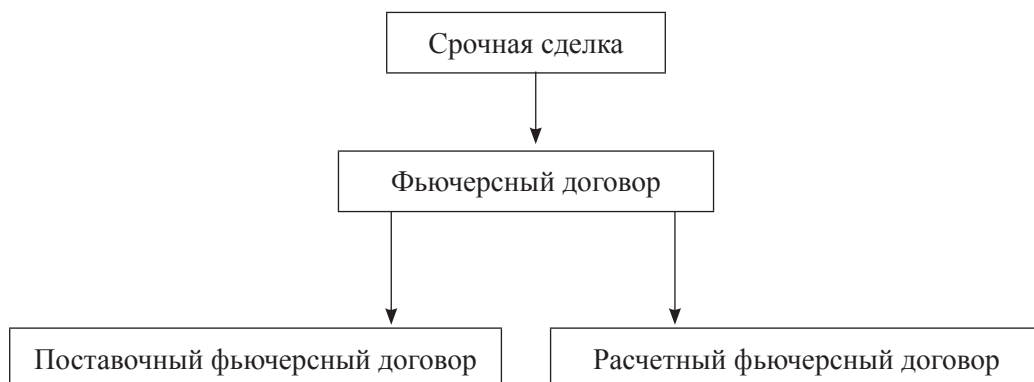 Срочная сделка
Фьючерсный договор
Поставочный фьючерсный договор
Расчетный фьючерсный договор